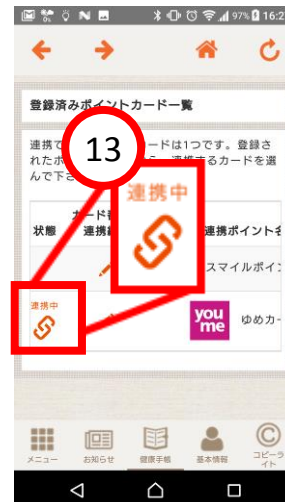 97% 16:2
登録済みポイントカード一覧
連携で ードは1つです。登録さ
れたポ 連携するカードを選
んで下さ
13
連携中
状態 連携 連携ポイント名
スマイルポイン
連携中
you
me
ゆめカー
メニュー お知らせ 健康手帳 基本情報 コピーラ
イト